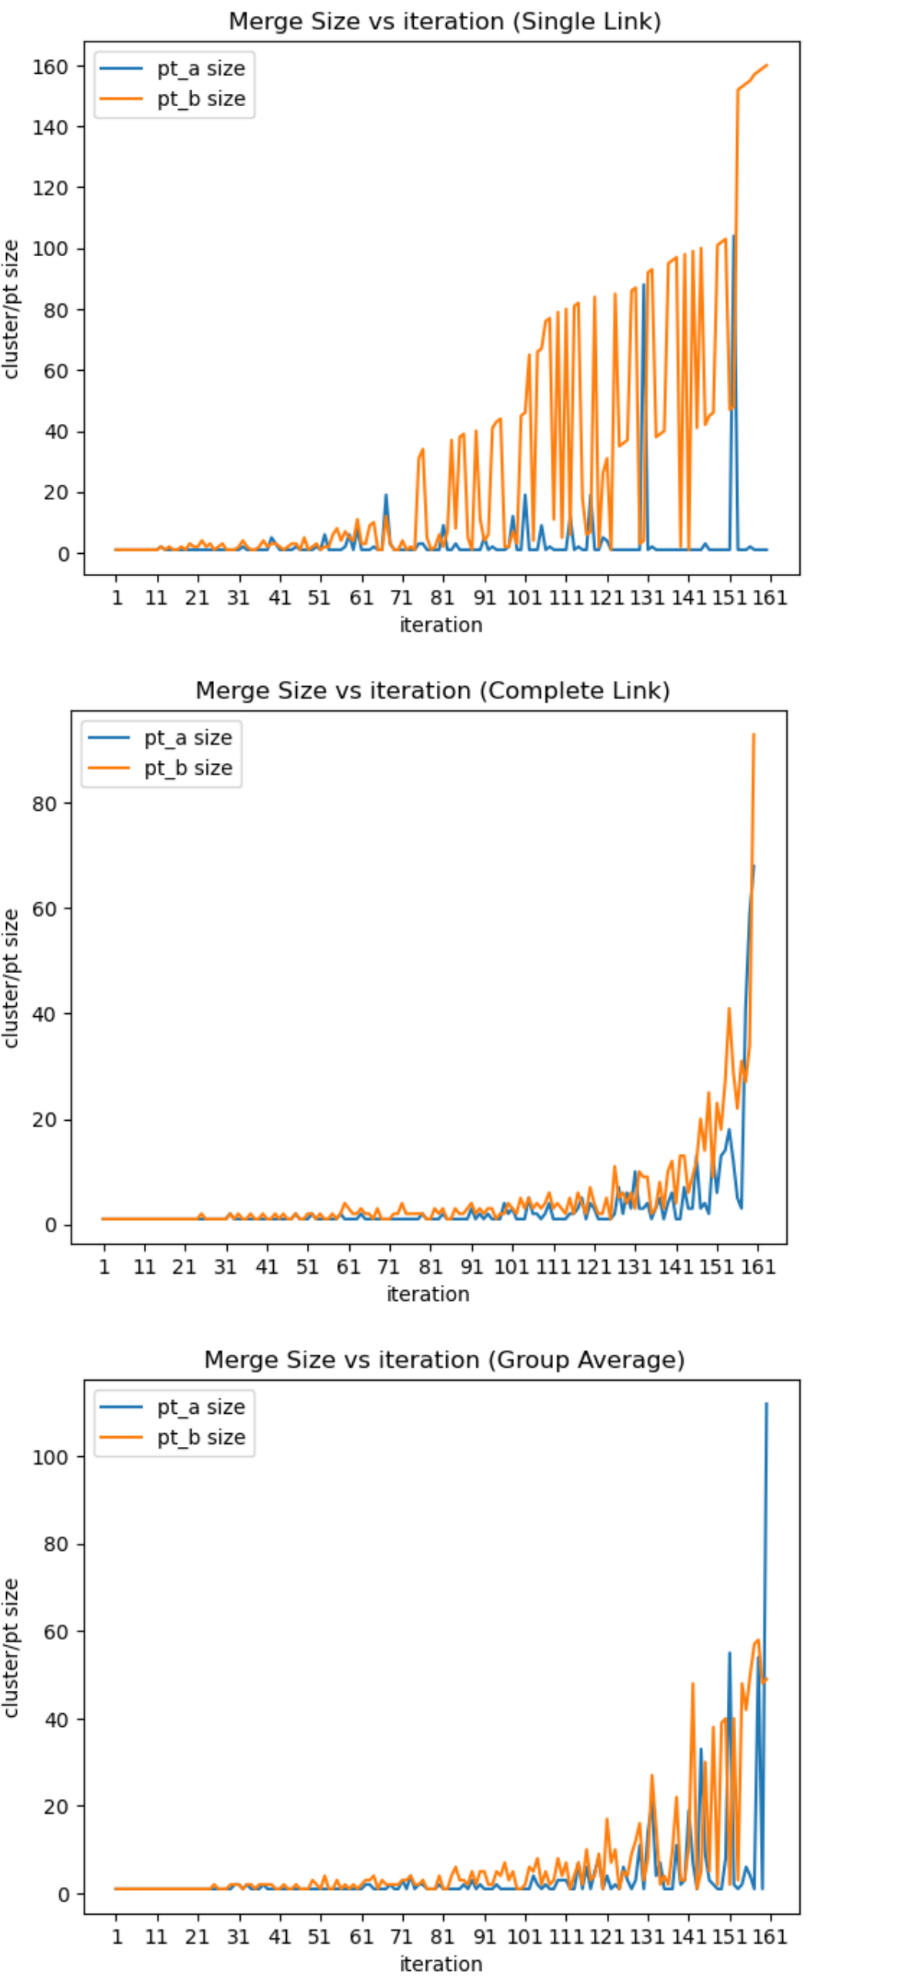 Merge Size vs iteration (Single Link)
pt_a size
pt_b size
160
140
120
100
80
60
40
20
0
cluster/pt size
1 11 21 31 41 51 61 71 81 91 101 111 121 131 141 151 161
iteration
Merge Size vs iteration (Complete Link)
pt_a size
pt_b size
80
60
40
20
0
cluster/pt size
1 11 21 31 41 51 61 71 81 91 101 111 121 131 141 151 161
iteration
Merge Size vs iteration (Group Average)
pt_a size
pt_b size
100
80
60
40
20
0
cluster/pt size
1 11 21 31 41 51 61 71 81 91 101 111 121 131 141 151 161
iteration